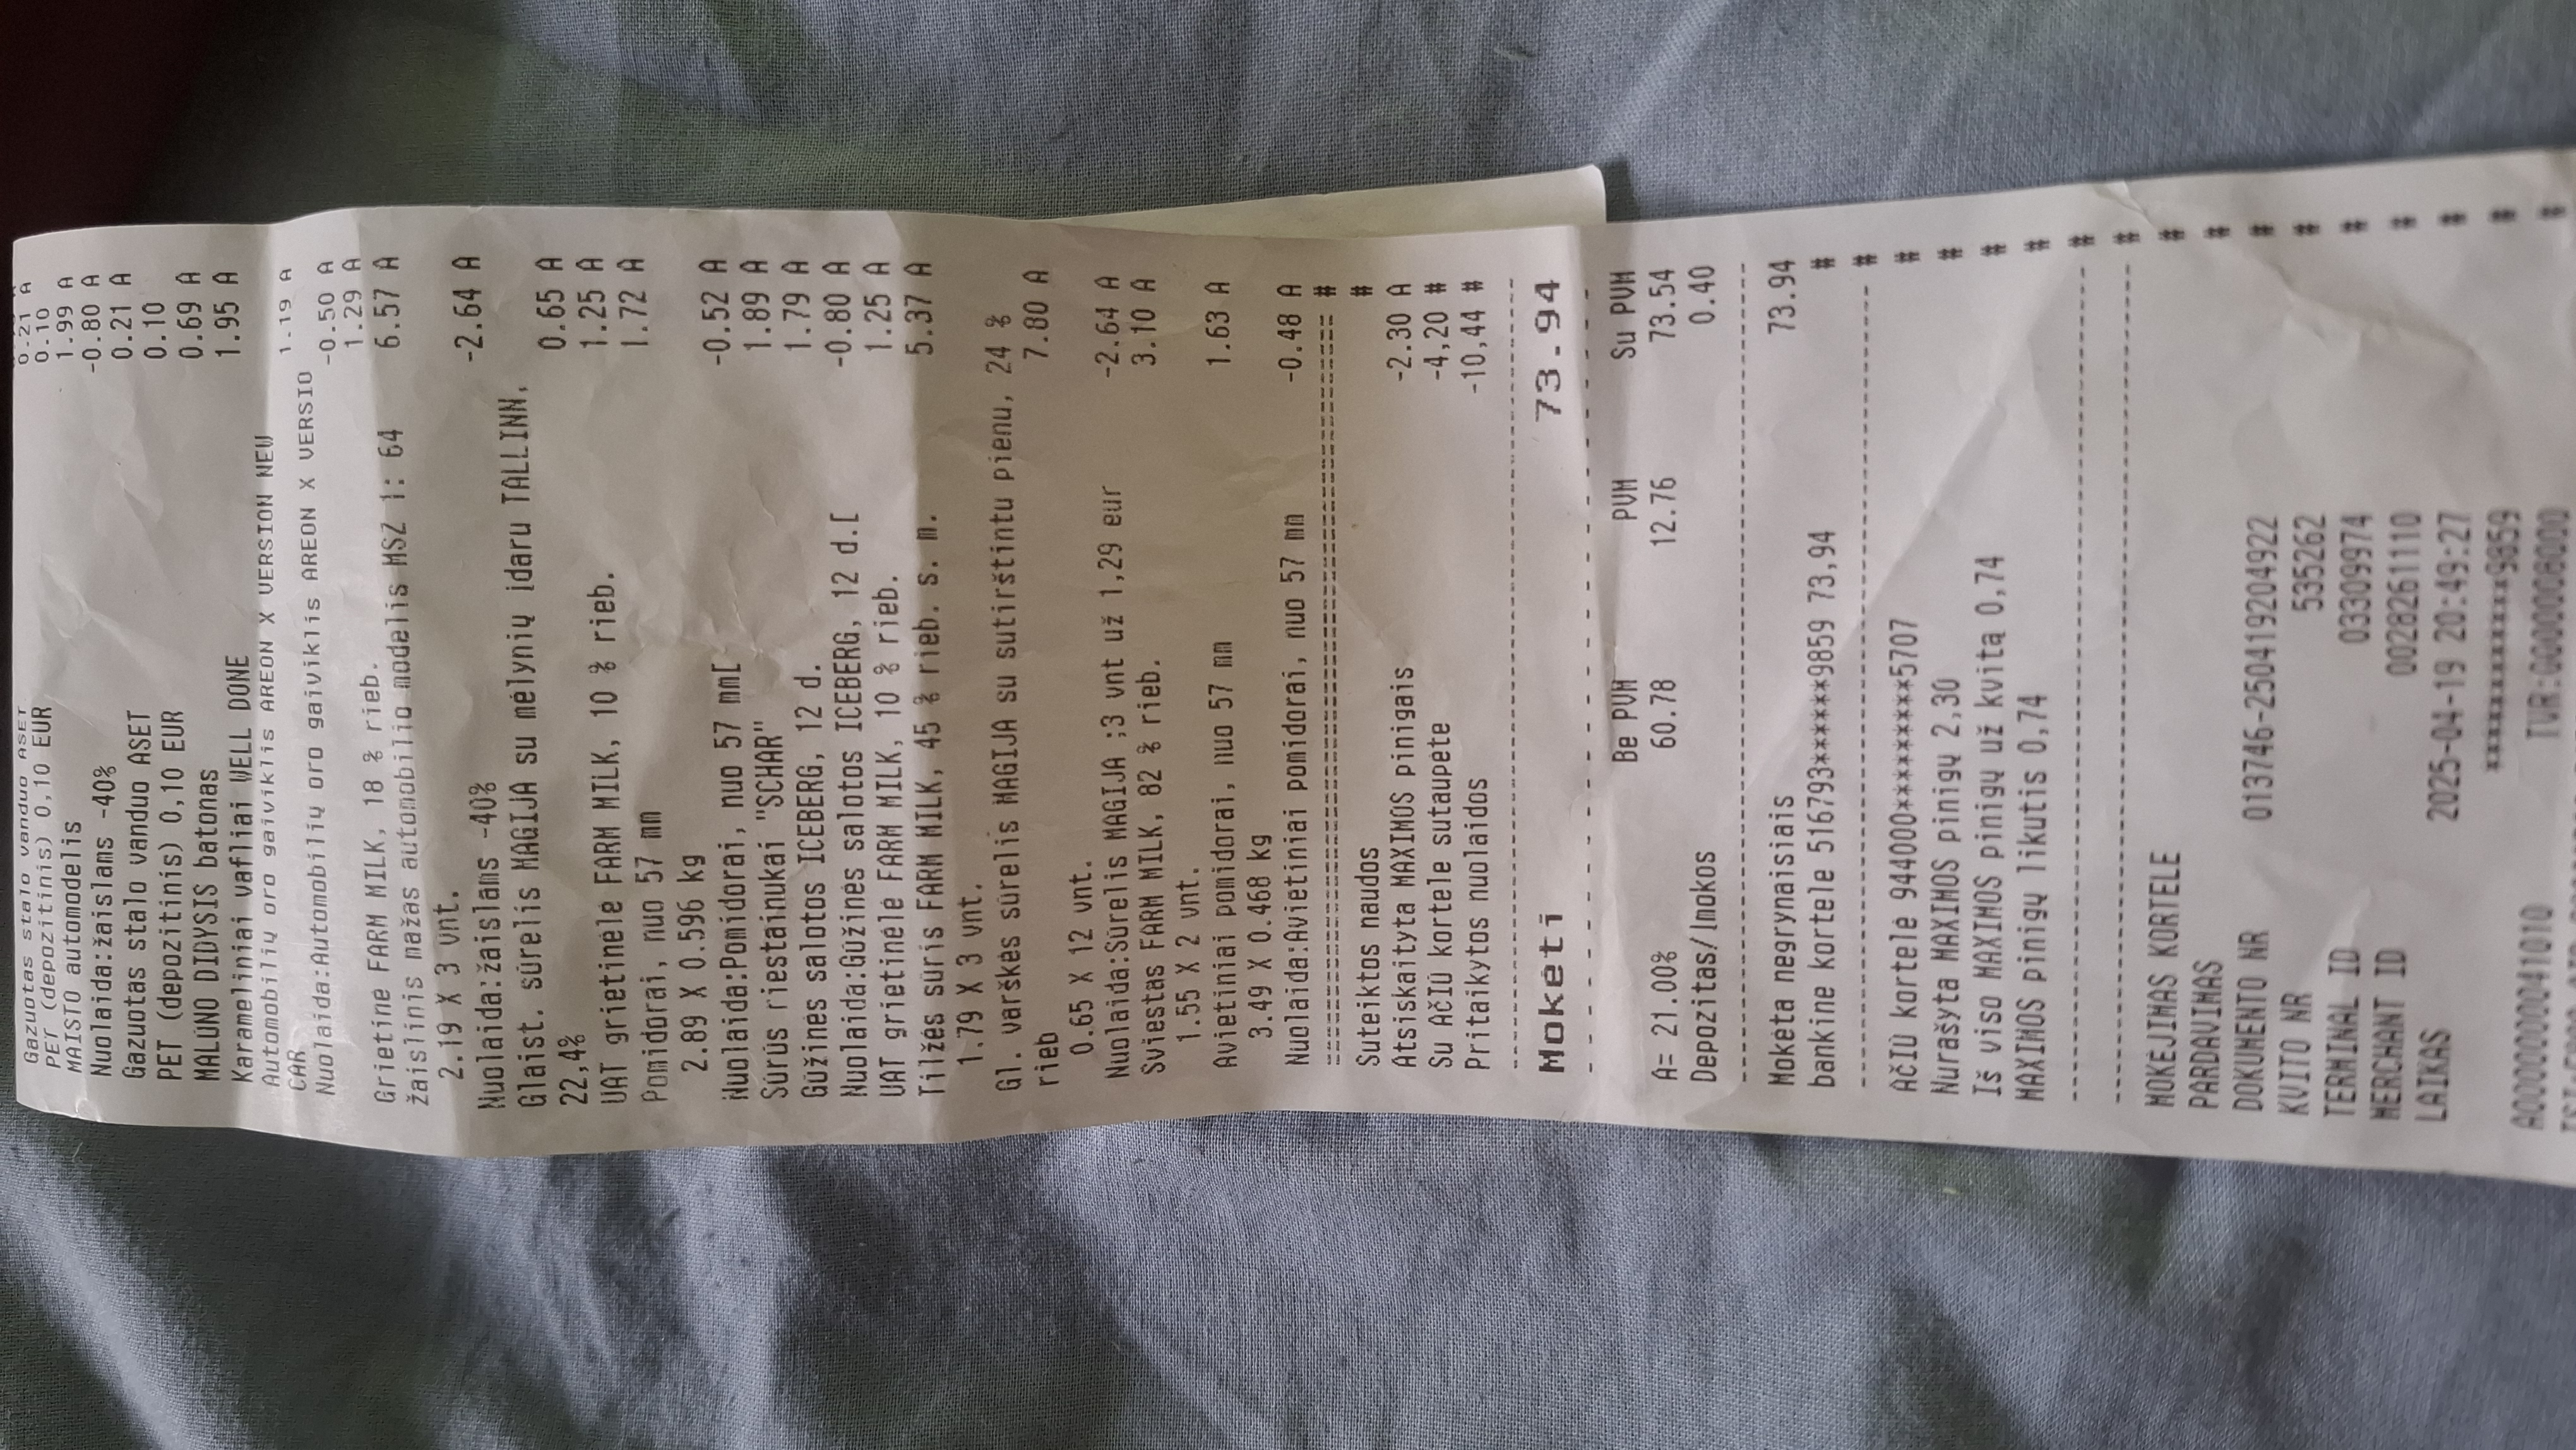 0.21 A
Gazuotas stalo vanduo ASET
PET (depozitinis) 0,10 EUR 0.10
MAISTO automodelis 1.99 A
Nuolaida:žaislams -40% -0.80 A
Gazuotas stalo vanduo ASET 0.21 A
PET (depozitinis) 0,10 EUR 0.10
MALŪNO DIDYSIS batonas 0.69 A
Karameliniai vafliai WELL DONE 1.95 A
Automobilių oro gaiviklis AREON X VERSION NEW
CAR 1.19 A
Nuolaida:Automobilių oro gaiviklis AREON X VERSIO
-0.50 A
Grietinė FARM MILK, 18 % rieb. 1.29 A
žaislinis mažas automobilio modelis MSZ 1: 64
2.19 X 3 vnt. 6.57 A
Nuolaida:žaislams -40% -2.64 A
Glaist. sūrelis MAGIJA su mėlynių įdaru TALLINN,
22,4% 0.65 A
UAT grietinėlė FARM MILK, 10 % rieb. 1.25 A
Pomidorai, nuo 57 mm
2.89 X 0.596 kg 1.72 A
Nuolaida:Pomidorai, nuo 57 mm[ -0.52 A
Sūrūs riestainukai "SCHAR" 1.89 A
Gūžinės salotos ICEBERG, 12 d. 1.79 A
Nuolaida:Gūžinės salotos ICEBERG, 12 d.[ -0.80 A
UAT grietinėlė FARM MILK, 10 % rieb. 1.25 A
Tilžės sūris FARM MILK, 45 % rieb. s. m.
1.79 X 3 vnt. 5.37 A
Gl. varškės sūrelis MAGIJA su sutirštintu pienu, 24 %
rieb
0.65 X 12 vnt. 7.80 A
Nuolaida:Sūrelis MAGIJA ;3 vnt už 1,29 eur -2.64 A
Sviestas FARM MILK, 82 % rieb.
1.55 X 2 vnt. 3.10 A
Avietiniai pomidorai, nuo 57 mm
3.49 X 0.468 kg 1.63 A
Nuolaida:Avietiniai pomidorai, nuo 57 mm -0.48 A
================================================ #
Suteiktos naudos #
Atsiskaityta MAXIMOS pinigais -2.30 A
Su AČIŪ kortele sutaupėte -4,20 #
Pritaikytos nuolaidos -10,44 #
Mokėti 73.94
Be PVM PVM Su PVM
A= 21.00% 60.78 12.76 73.54
Depozitas/Įmokos 0.40
Mokėta negrynaisiais 73.94
bankine kortele 516793******9859 73,94 #
#
AČIŪ kortelė 944000*********5707 #
Nurašyta MAXIMOS pinigų 2,30 #
Iš viso MAXIMOS pinigų už kvitą 0,74 #
MAXIMOS pinigų likutis 0,74 #
#
#
MOKĖJIMAS KORTELE #
PARDAVIMAS #
DOKUMENTO NR 013746-250419204922 #
KVITO NR 535262 #
TERMINAL ID 03309974 #
MERCHANT ID 002826111​0 #
LAIKAS 2025-04-19 20:49:27 #
************9859 #
A0000000041010 TVR:0000008000 #